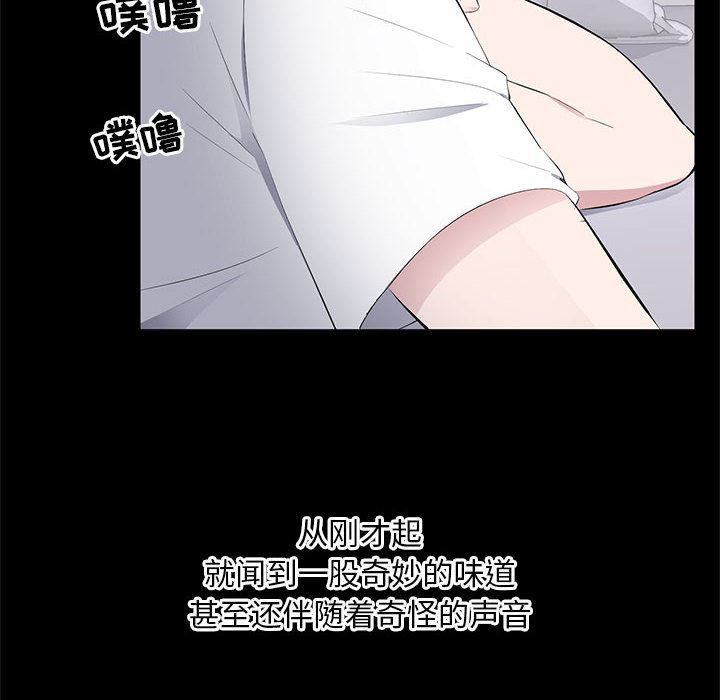 噗噜
噗噜
从刚才起
就闻到一股奇妙的味道
甚至还伴随着奇怪的声音